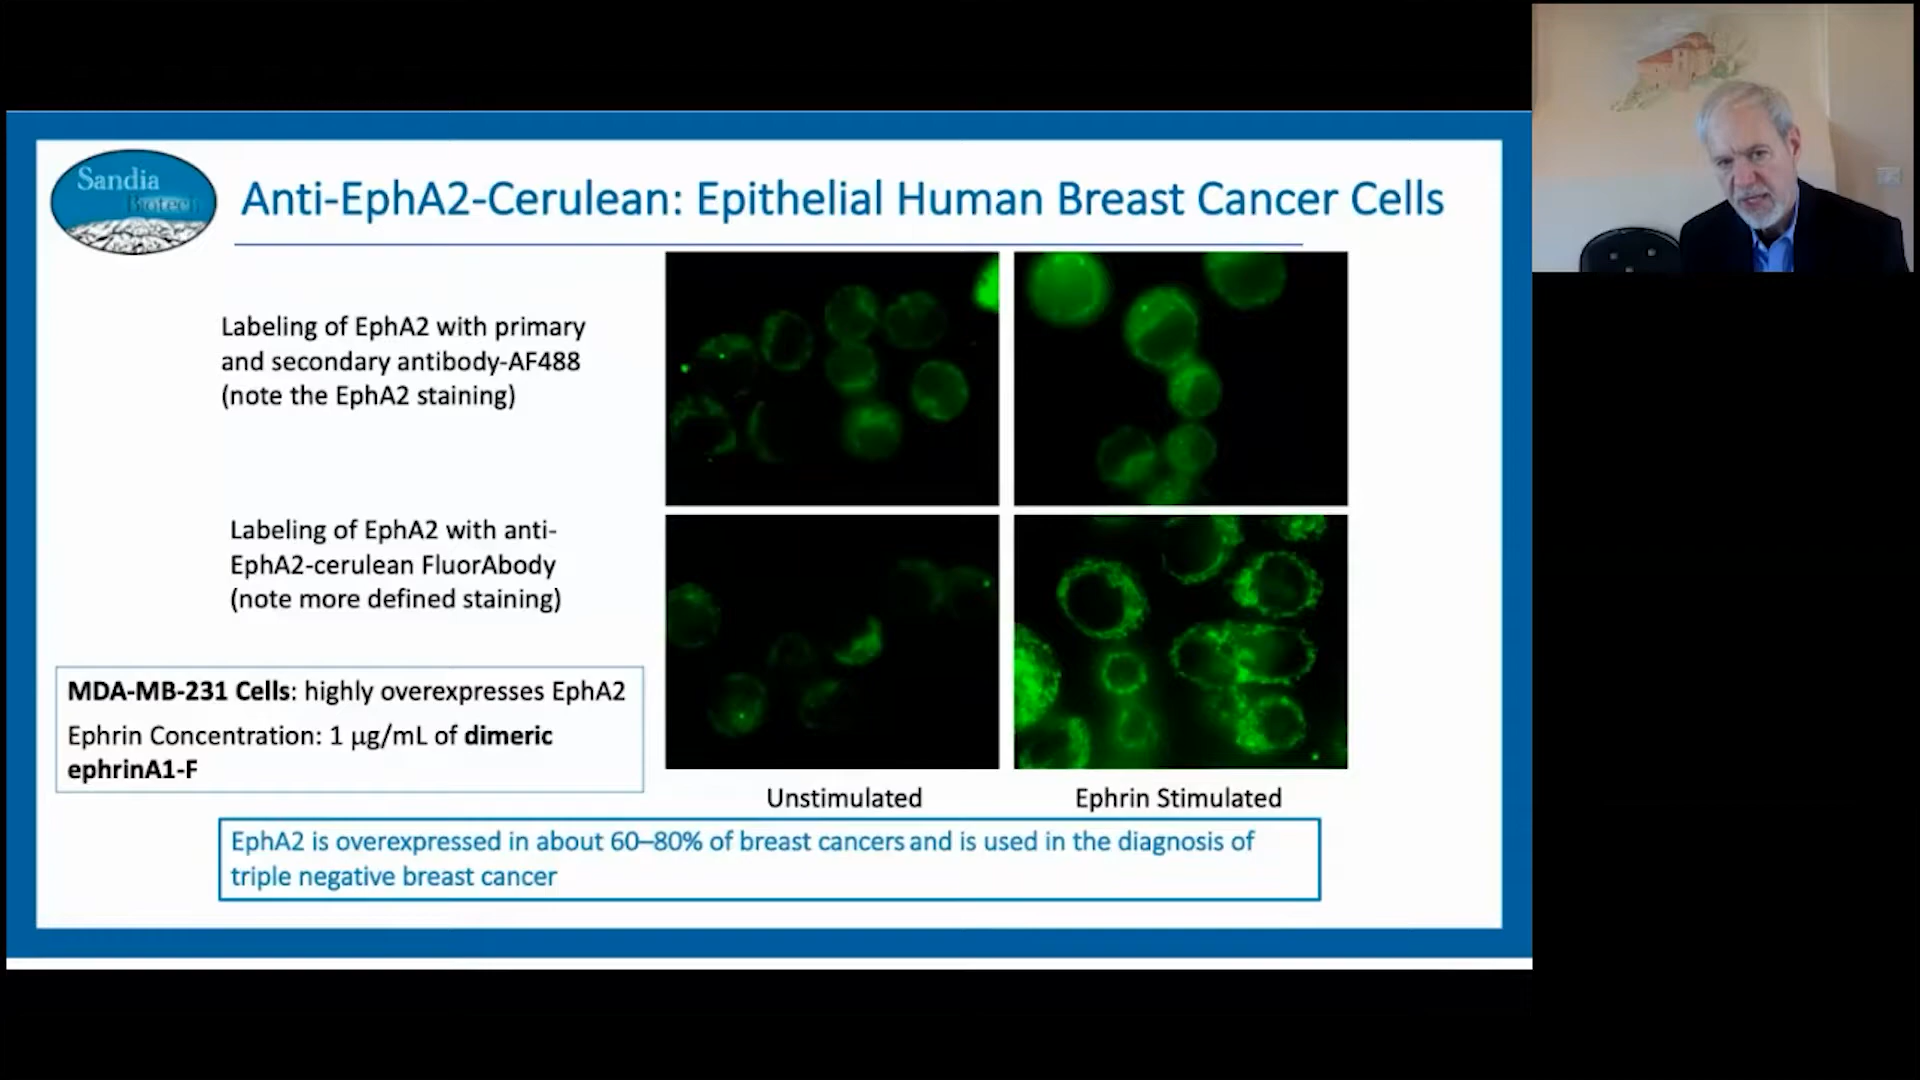 Sandia
Biotech
Anti-EphA2-Cerulean: Epithelial Human Breast Cancer Cells
Labeling of EphA2 with primary
and secondary antibody-AF488
(note the EphA2 staining)
Labeling of EphA2 with anti-
EphA2-cerulean FluorAbody
(note more defined staining)
MDA-MB-231 Cells: highly overexpresses EphA2
Ephrin Concentration: 1 µg/mL of dimeric
ephrinA1-F
Unstimulated
Ephrin Stimulated
EphA2 is overexpressed in about 60–80% of breast cancers and is used in the diagnosis of
triple negative breast cancer